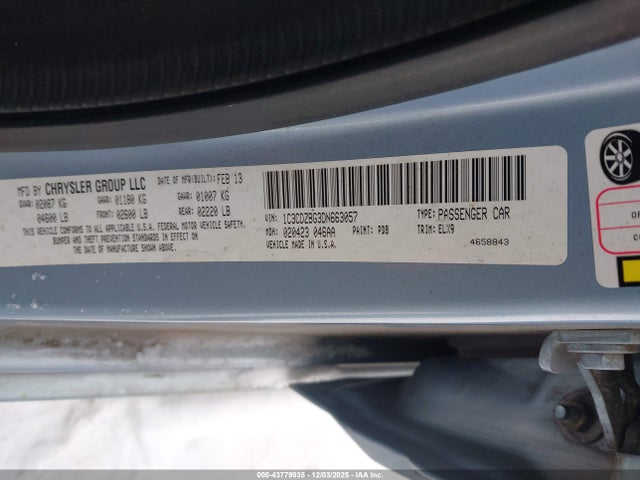 MFD BY CHRYSLER GROUP LLC DATE OF MFR(BUILT): FEB 13
GVWR: 02087 KG GAWR: 01180 KG GAWR: 01007 KG
04600 LB FRONT: 02600 LB REAR: 02220 LB
THIS VEHICLE CONFORMS TO ALL APPLICABLE U.S.A. FEDERAL MOTOR VEHICLE SAFETY,
BUMPER AND THEFT PREVENTION STANDARDS IN EFFECT ON
THE DATE OF MANUFACTURE SHOWN ABOVE.
VIN: 1C3CDZBG3DN663057 TYPE: PASSENGER CAR
MDH: 020423 046AA PAINT: PDB TRIM: ELX9
VEHICLE MADE IN U.S.A. 4658843
000-43779935 - 12/03/2025 - IAA Inc.